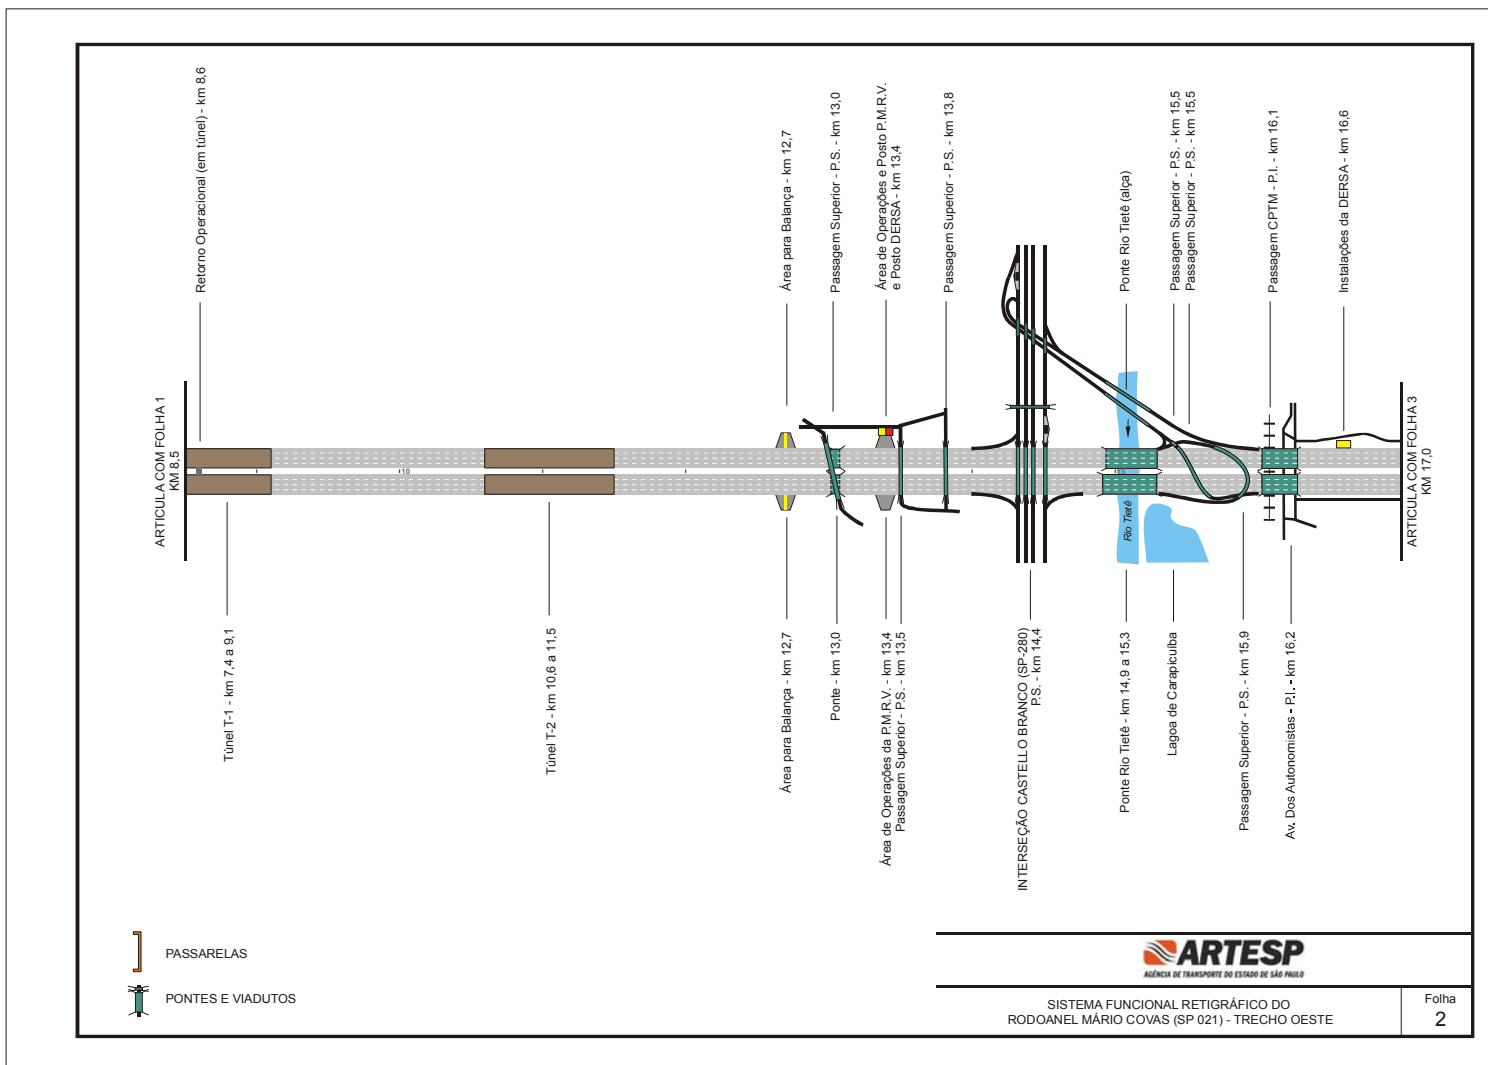 Retorno Operacional (em túnel) - km 8,6
Área para Balança - km 12,7
Passagem Superior - P.S. - km 13,0
Área de Operações e Posto P.M.R.V.
e Posto DERSA - km 13,4
Passagem Superior - P.S. - km 13,8
Ponte Rio Tietê (alça)
Passagem Superior - P.S. - km 15,5
Passagem Superior - P.S. - km 15,5
Passagem CPTM - P.I. - km 16,1
Instalações da DERSA - km 16,6
ARTICULA COM FOLHA 1
KM 8,5
10
Rio Tietê
ARTICULA COM FOLHA 3
KM 17,0
Túnel T-1 - km 7,4 a 9,1
Túnel T-2 - km 10,6 a 11,5
Área para Balança - km 12,7
Ponte - km 13,0
Área de Operações da P.M.R.V. - km 13,4
Passagem Superior - P.S. - km 13,5
INTERSEÇÃO CASTELLO BRANCO (SP-280)
P.S. - km 14,4
Ponte Rio Tietê - km 14,9 a 15,3
Lagoa de Carapicuíba
Passagem Superior - P.S. - km 15,9
Av. Dos Autonomistas - P.I. - km 16,2
PASSARELAS
PONTES E VIADUTOS
ARTESP
AGÊNCIA DE TRANSPORTE DO ESTADO DE SÃO PAULO
SISTEMA FUNCIONAL RETIGRÁFICO DO
RODOANEL MÁRIO COVAS (SP 021) - TRECHO OESTE
Folha
2